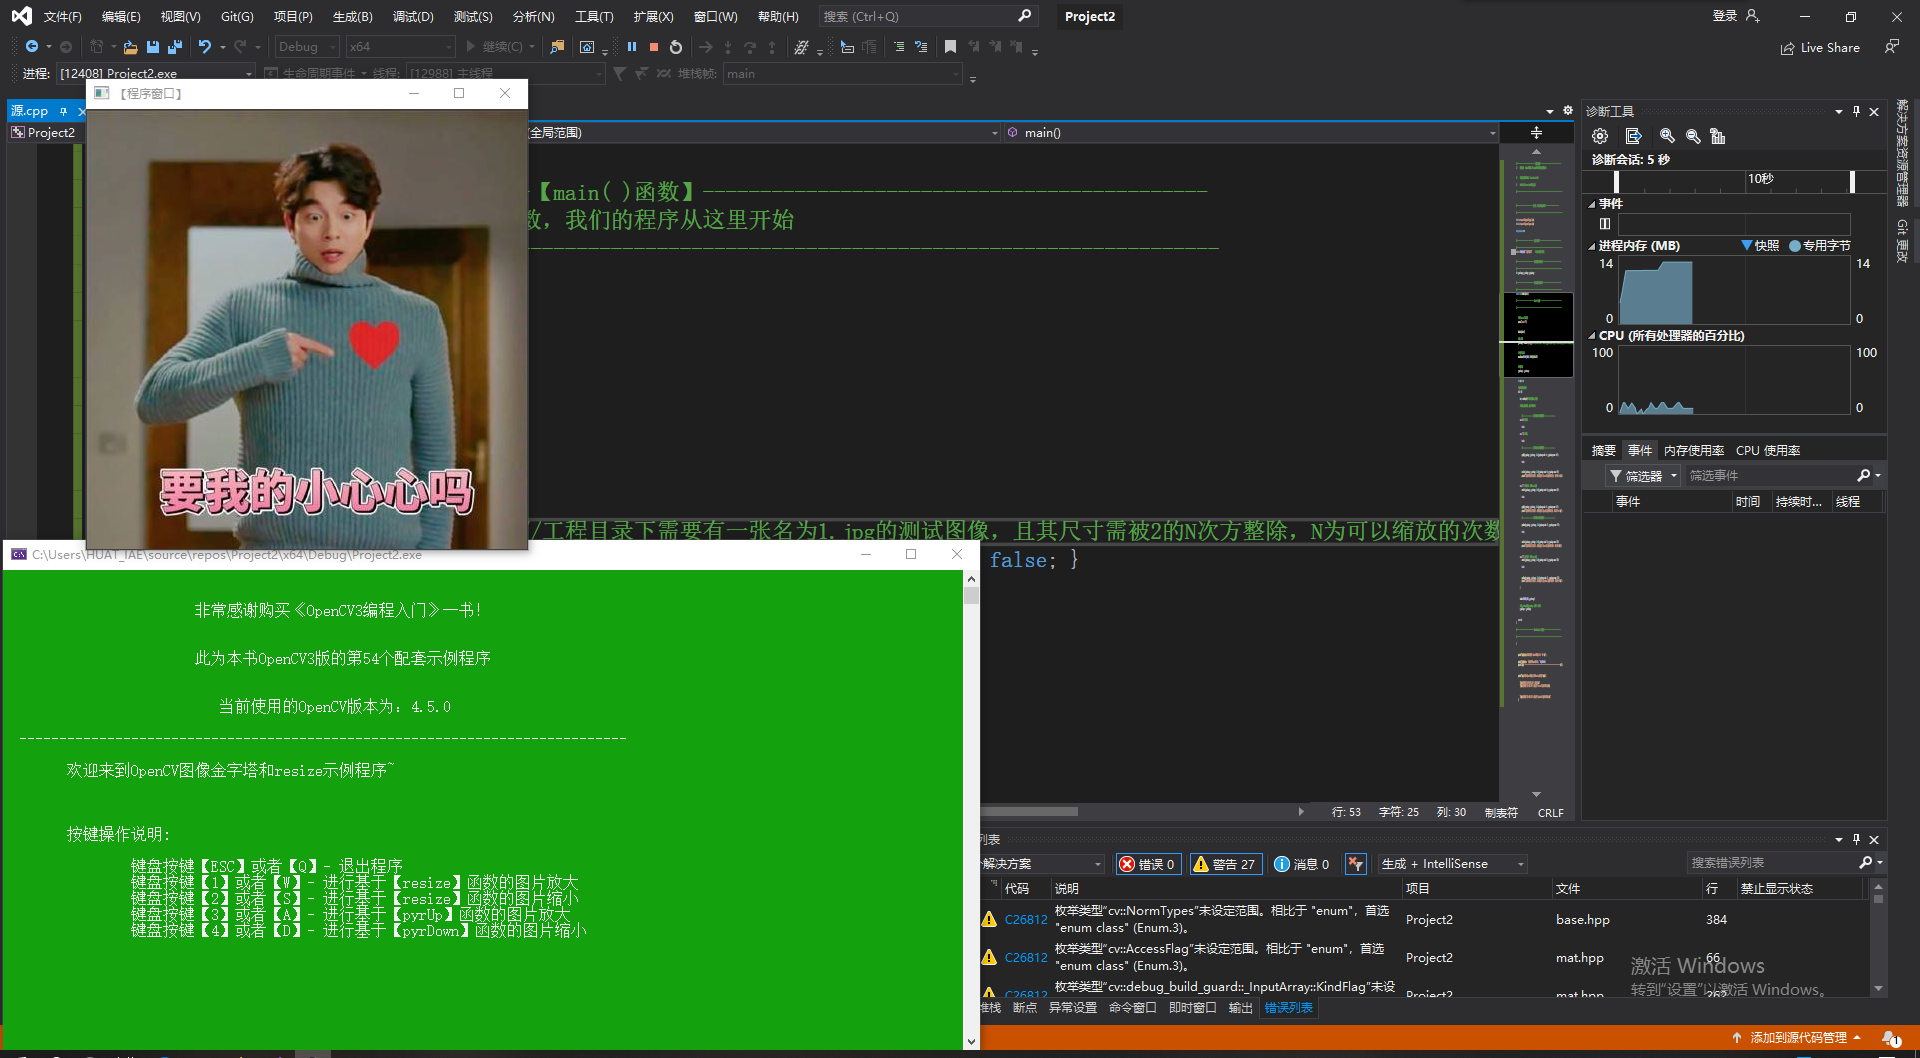 文件(F) 编辑(E) 视图(V) Git(G) 项目(P) 生成(B) 调试(D) 测试(S) 分析(N) 工具(T) 扩展(X) 窗口(W) 帮助(H) 搜索 (Ctrl+Q) Project2 登录
Debug x64 继续(C) Live Share
进程: [12408] Project2.exe 生命周期事件 线程: [12988] 主线程 堆栈帧: main
【程序窗口】
源.cpp
Project2 (全局范围) main()
【main( )函数】-----------------------------------------------
数，我们的程序从这里开始
要我的小心心吗
//工程目录下需要有一张名为1.jpg的测试图像，且其尺寸需被2的N次方整除，N为可以缩放的次数
false; }
C:\Users\HUAT_IAE\source\repos\Project2\x64\Debug\Project2.exe
非常感谢购买《OpenCV3编程入门》一书!
此为本书OpenCV3版的第54个配套示例程序
当前使用的OpenCV版本为：4.5.0
----------------------------------------------------------------------------
欢迎来到OpenCV图像金字塔和resize示例程序~
按键操作说明:
键盘按键【ESC】或者【Q】- 退出程序
键盘按键【1】或者【W】- 进行基于【resize】函数的图片放大
键盘按键【2】或者【S】- 进行基于【resize】函数的图片缩小
键盘按键【3】或者【A】- 进行基于【pyrUp】函数的图片放大
键盘按键【4】或者【D】- 进行基于【pyrDown】函数的图片缩小
行: 53 字符: 25 列: 30 制表符 CRLF
诊断工具
诊断会话: 5 秒
10秒
事件
进程内存 (MB) 快照 专用字节
14 14
0 0
CPU (所有处理器的百分比)
100 100
0 0
摘要 事件 内存使用率 CPU 使用率
筛选器 筛选事件
事件 时间 持续时... 线程
解决方案资源管理器
Git 更改
列表
解决方案 错误 0 警告 27 消息 0 生成 + IntelliSense 搜索错误列表
代码 说明 项目 文件 行 禁止显示状态
C26812 枚举类型“cv::NormTypes”未设定范围。相比于 "enum"，首选 "enum class" (Enum.3)。 Project2 base.hpp 384
C26812 枚举类型“cv::AccessFlag”未设定范围。相比于 "enum"，首选 "enum class" (Enum.3)。 Project2 mat.hpp 66
C26812 枚举类型“cv::debug_build_guard::_InputArray::KindFlag”未设 Project2 mat.hpp
激活 Windows
转到“设置”以激活 Windows。
堆栈 断点 异常设置 命令窗口 即时窗口 输出 错误列表
添加到源代码管理 1